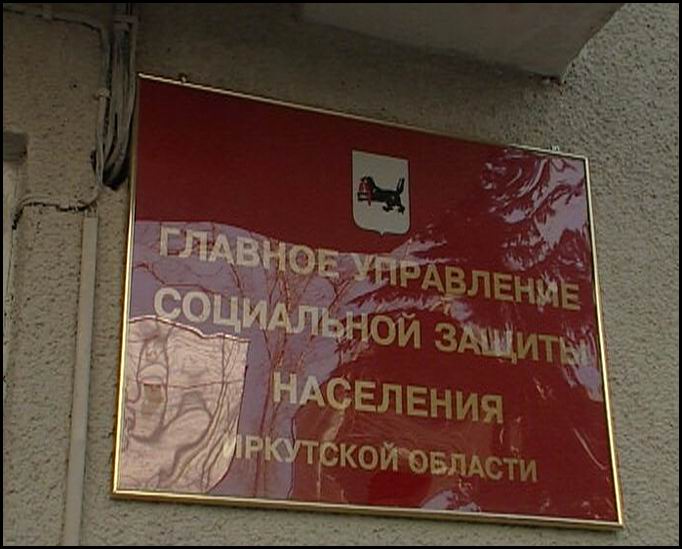 ГЛАВНОЕ УПРАВЛЕНИЕ
СОЦИАЛЬНОЙ ЗАЩИТЫ
НАСЕЛЕНИЯ
ИРКУТСКОЙ ОБЛАСТИ